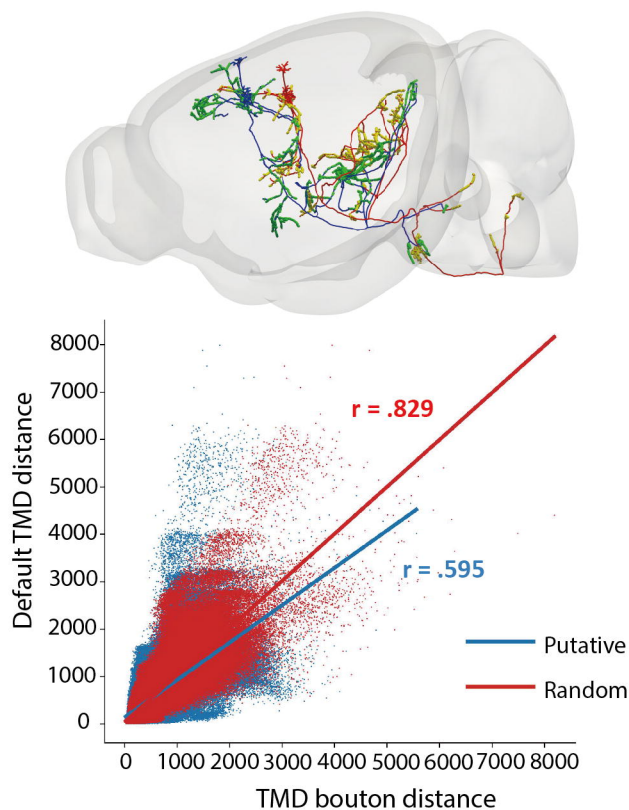 8000
7000
6000
5000
4000
3000
2000
1000
0
Default TMD distance
r = .829
r = .595
Putative
Random
0 1000 2000 3000 4000 5000 6000 7000 8000
TMD bouton distance